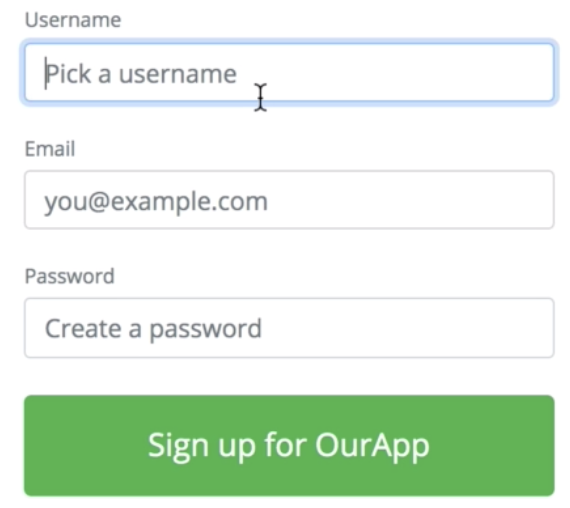 Username
Pick a username
Email
you@example.com
Password
Create a password
Sign up for OurApp